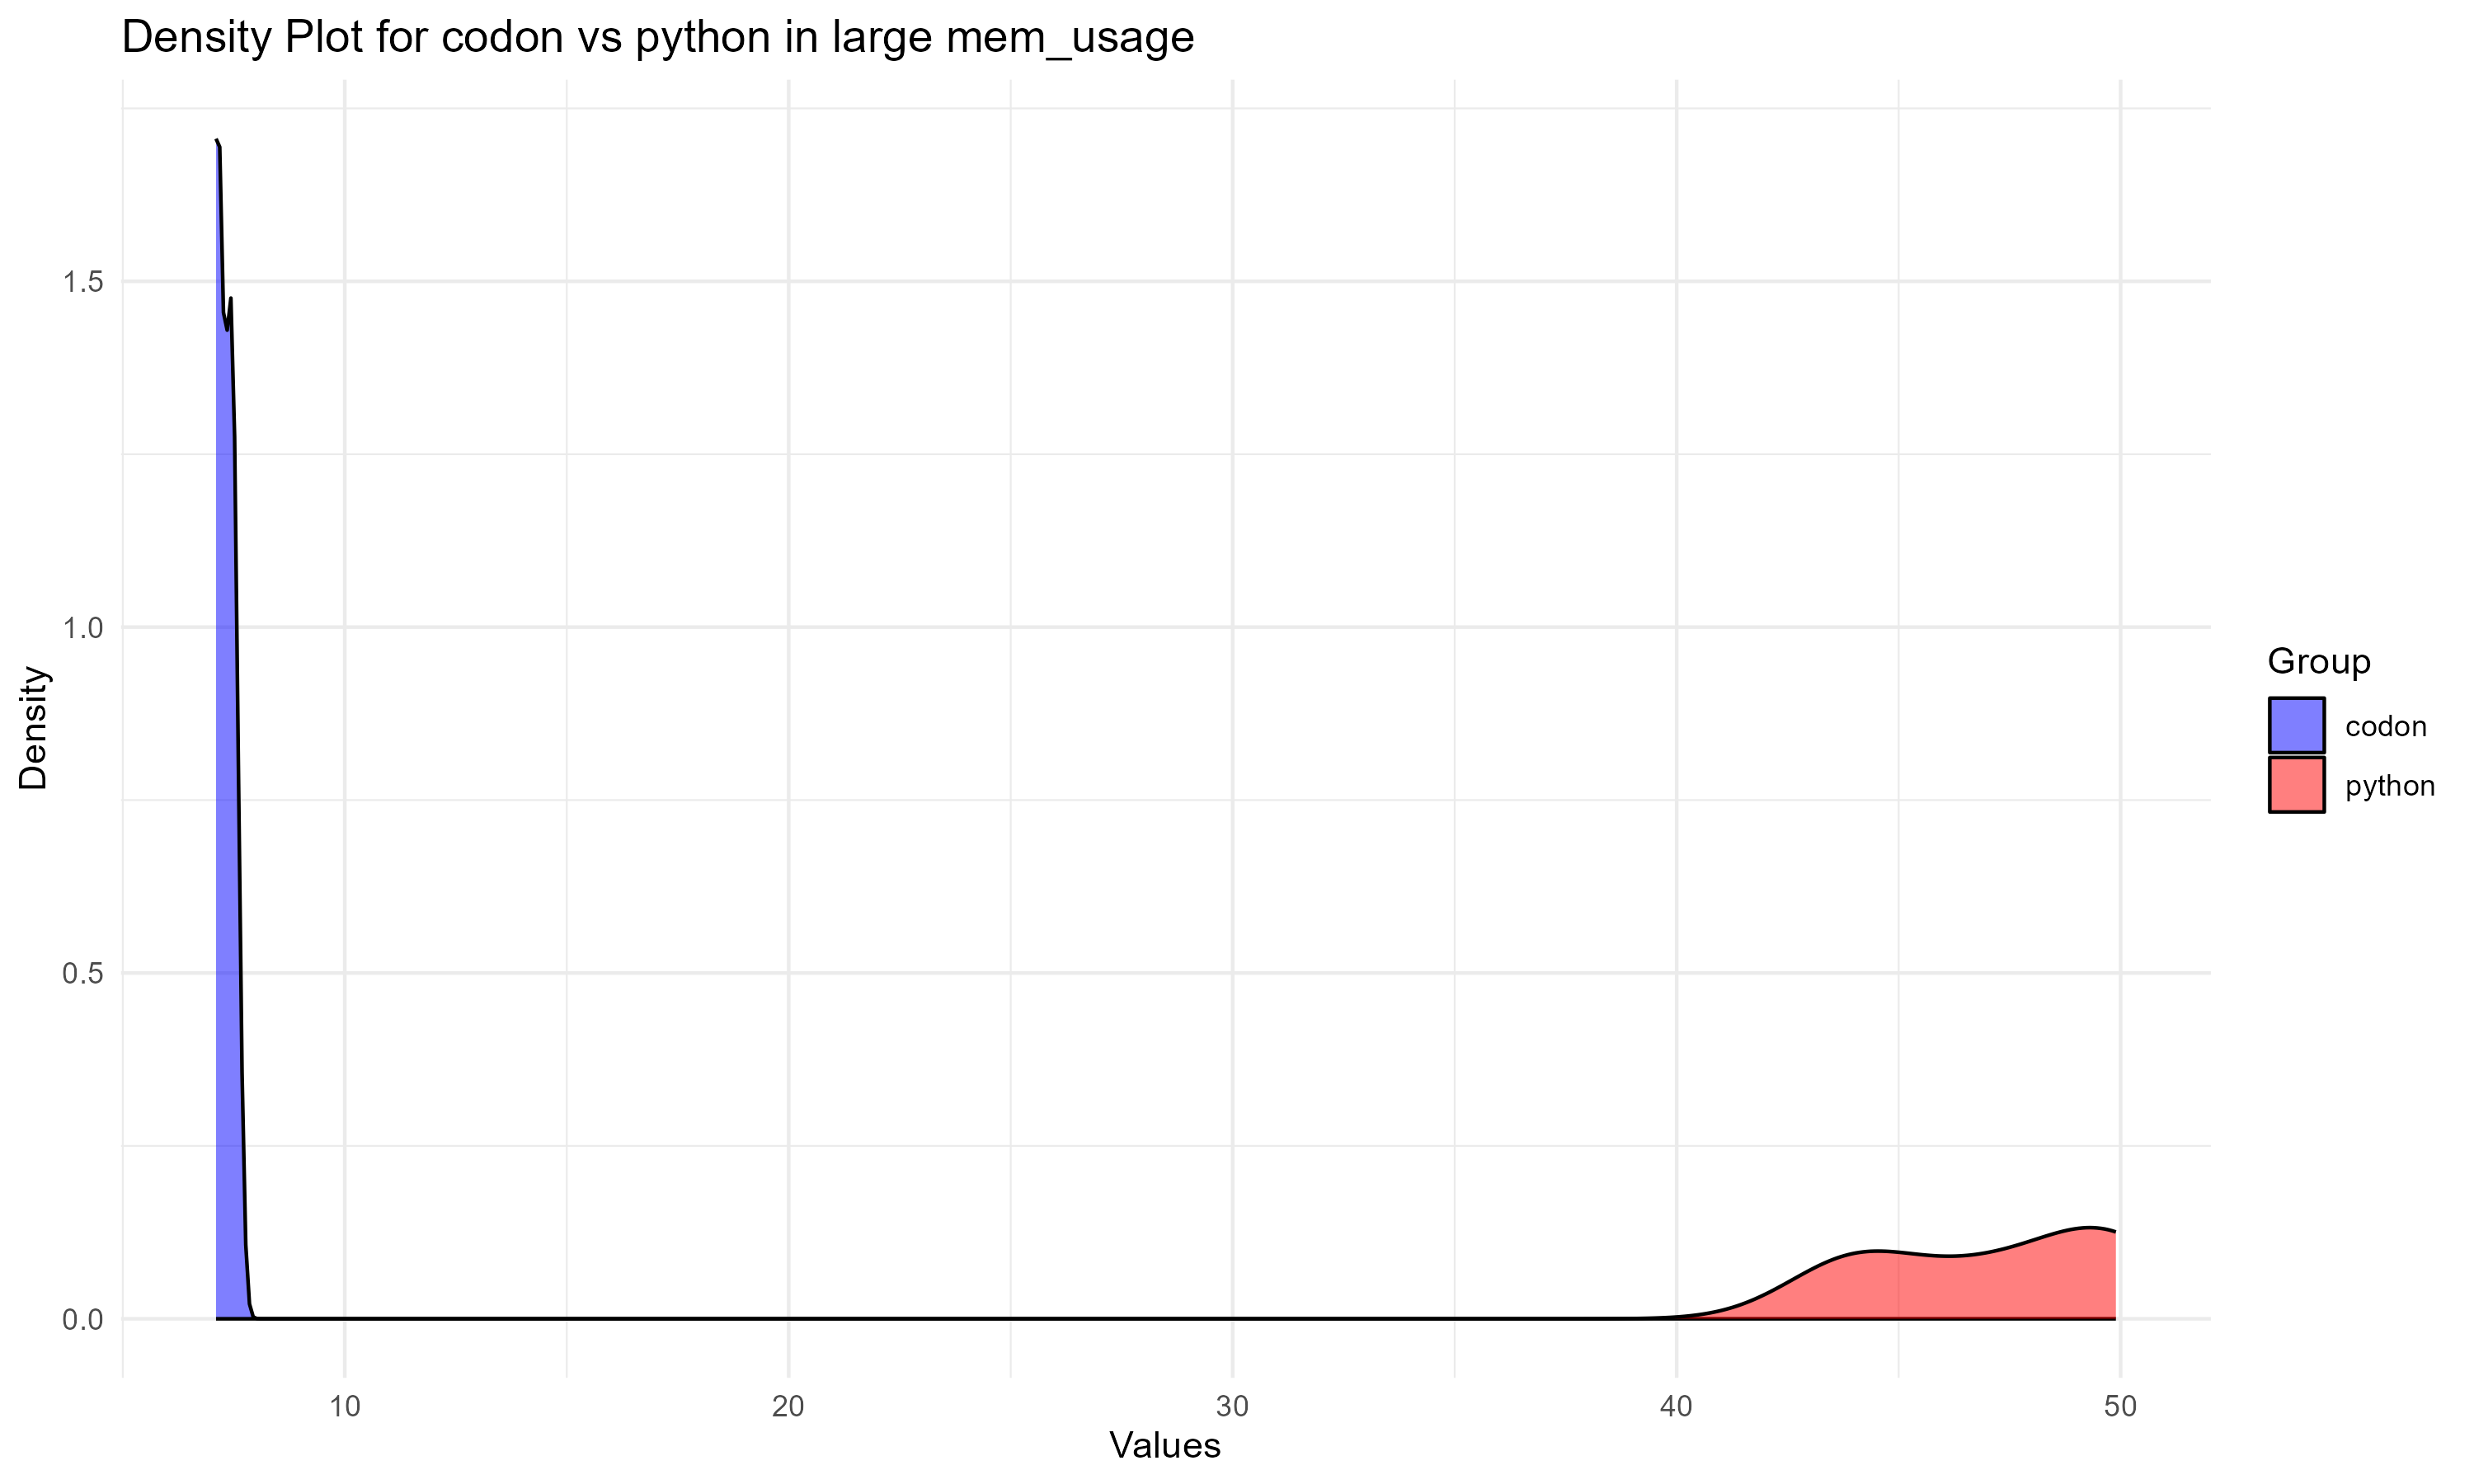 Density Plot for codon vs python in large mem_usage
1.5
1.0
0.5
0.0
Density
10 20 30 40 50
Values
Group
codon
python